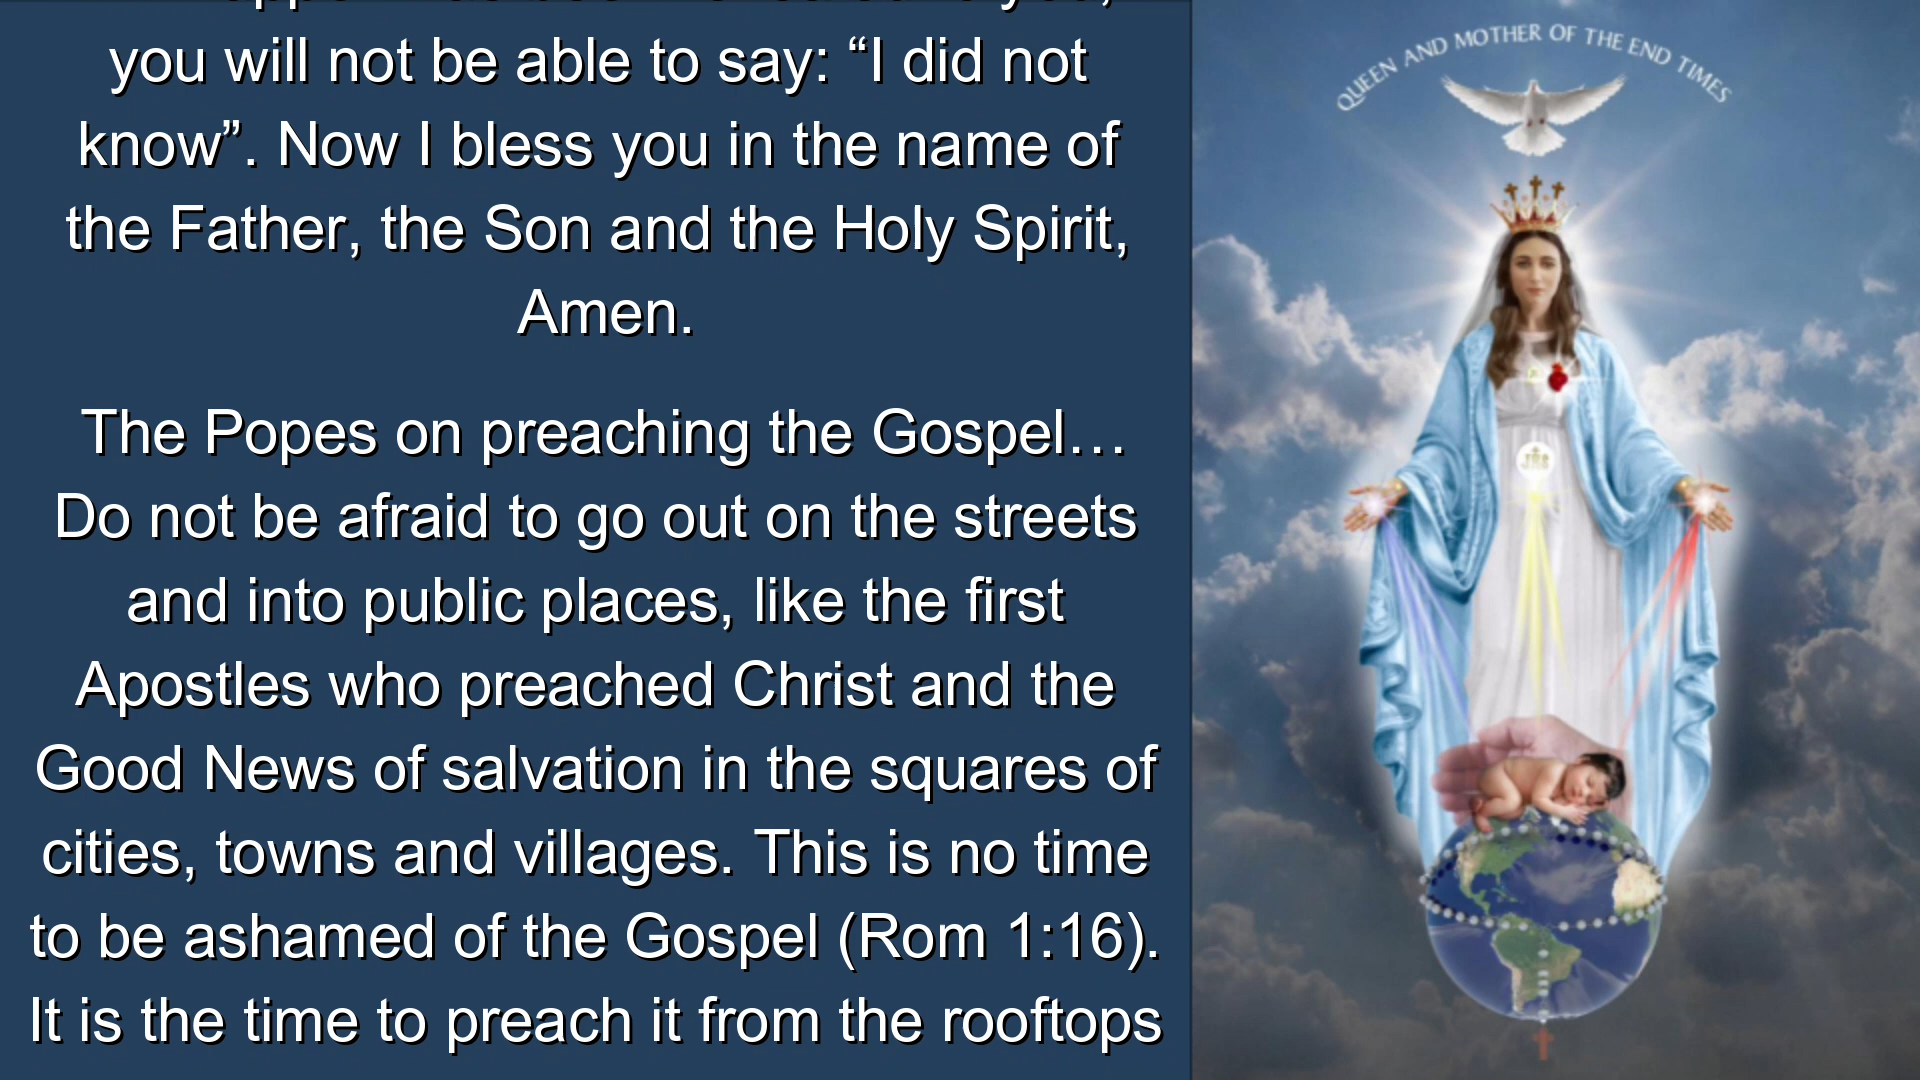 you will not be able to say: “I did not
know”. Now I bless you in the name of
the Father, the Son and the Holy Spirit,
Amen.
The Popes on preaching the Gospel…
Do not be afraid to go out on the streets
and into public places, like the first
Apostles who preached Christ and the
Good News of salvation in the squares of
cities, towns and villages. This is no time
to be ashamed of the Gospel (Rom 1:16).
It is the time to preach it from the rooftops
QUEEN AND MOTHER OF THE END TIMES
JHS